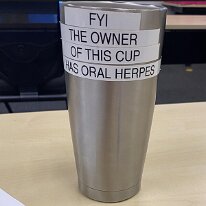 FYI
THE OWNER
OF THIS CUP
HAS ORAL HERPES